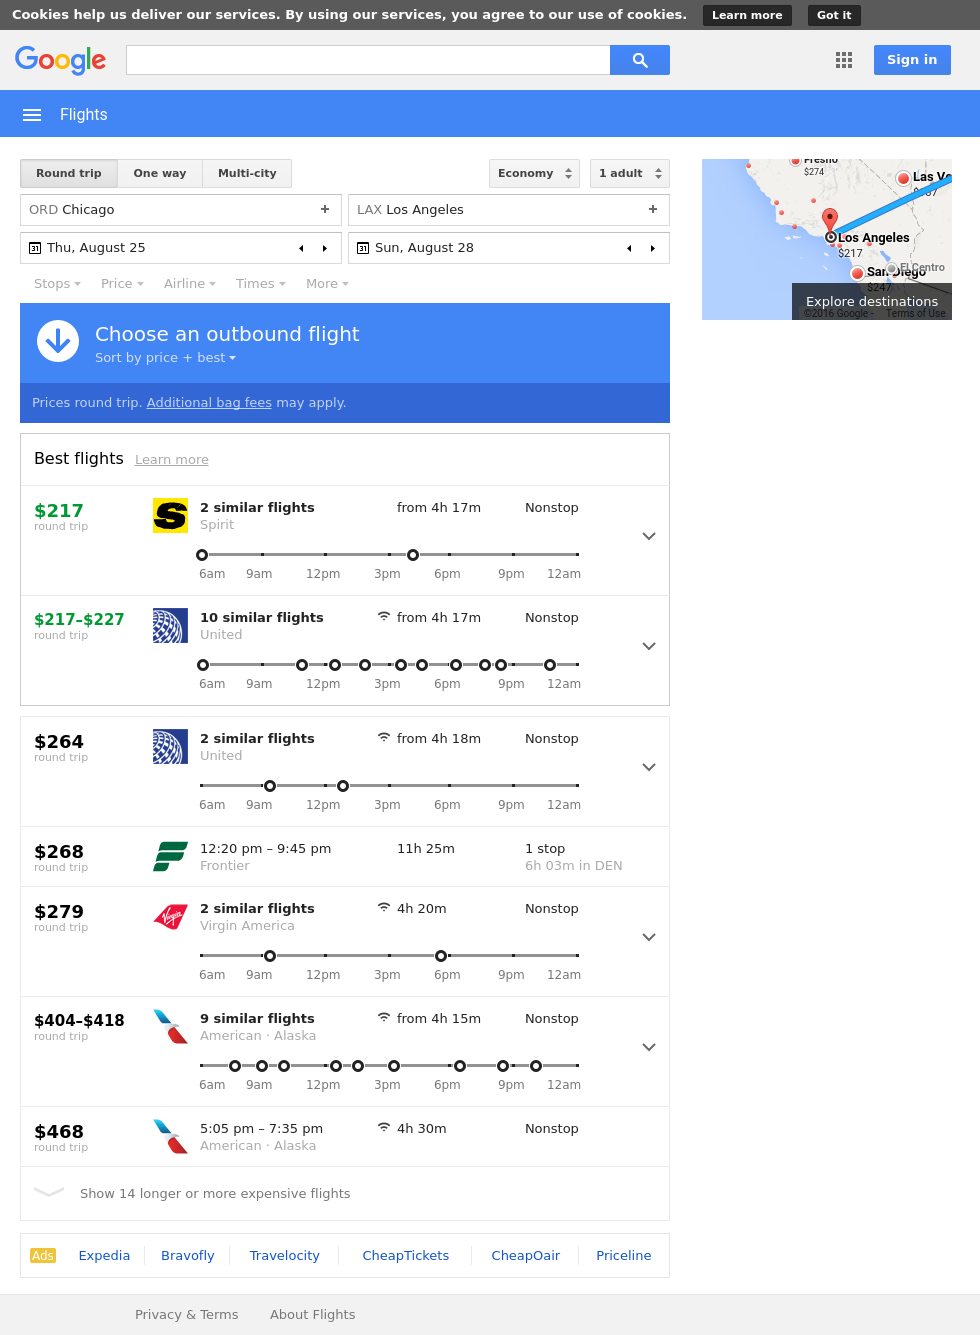 Cookies help us deliver our services. By using our services, you agree to our use of cookies. Learn more Got it
Google Sign in
Flights
Round trip One way Multi-city Economy 1 adult
ORD Chicago + LAX Los Angeles +
31 Thu, August 25 31 Sun, August 28
Stops Price Airline Times More
Fresno
$274
Las Ve
Los Angeles
$217
San Diego
$247
El Centro
Explore destinations
©2016 Google - Terms of Use
Choose an outbound flight
Sort by price + best
Prices round trip. Additional bag fees may apply.
Best flights Learn more
$217 2 similar flights from 4h 17m Nonstop
round trip Spirit
6am 9am 12pm 3pm 6pm 9pm 12am
$217–$227 10 similar flights from 4h 17m Nonstop
round trip United
6am 9am 12pm 3pm 6pm 9pm 12am
$264 2 similar flights from 4h 18m Nonstop
round trip United
6am 9am 12pm 3pm 6pm 9pm 12am
$268 12:20 pm – 9:45 pm 11h 25m 1 stop
round trip Frontier 6h 03m in DEN
$279 2 similar flights 4h 20m Nonstop
round trip Virgin America
6am 9am 12pm 3pm 6pm 9pm 12am
$404–$418 9 similar flights from 4h 15m Nonstop
round trip American · Alaska
6am 9am 12pm 3pm 6pm 9pm 12am
$468 5:05 pm – 7:35 pm 4h 30m Nonstop
round trip American · Alaska
Show 14 longer or more expensive flights
Ads Expedia Bravofly Travelocity CheapTickets CheapOair Priceline
Privacy & Terms About Flights